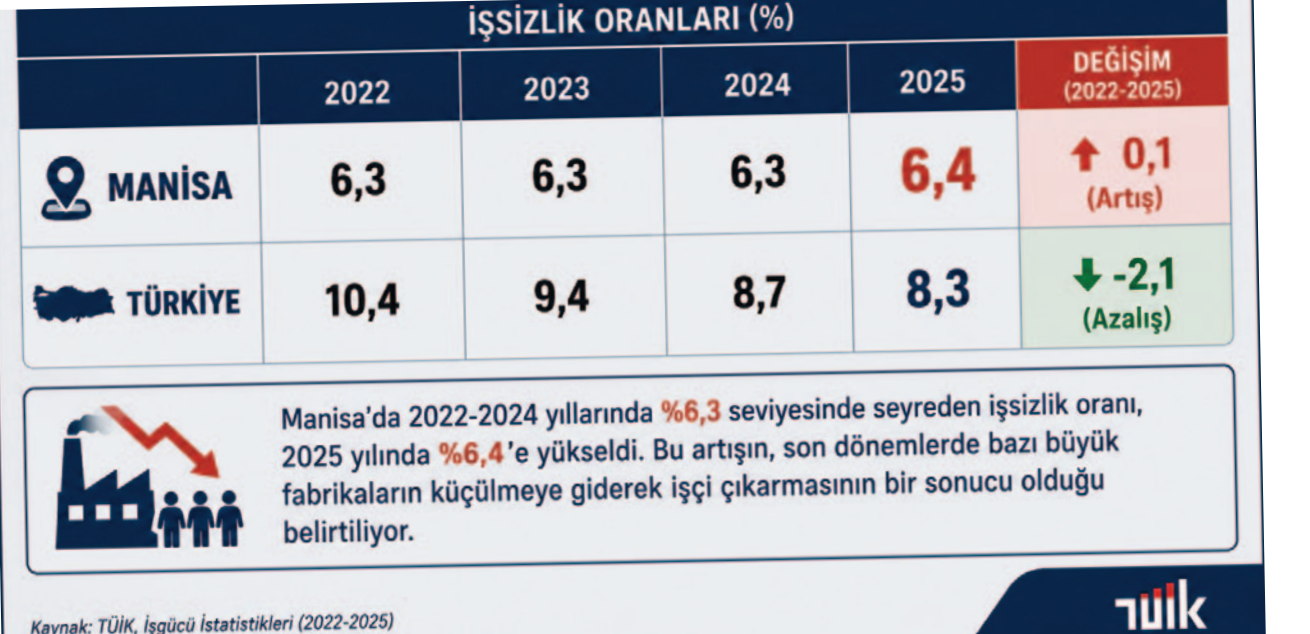 İŞSİZLİK ORANLARI (%)
2022 2023 2024 2025 DEĞİŞİM
(2022-2025)
MANİSA 6,3 6,3 6,3 6,4 0,1
(Artış)
TÜRKİYE 10,4 9,4 8,7 8,3 -2,1
(Azalış)
Manisa'da 2022-2024 yıllarında %6,3 seviyesinde seyreden işsizlik oranı,
2025 yılında %6,4'e yükseldi. Bu artışın, son dönemlerde bazı büyük
fabrikaların küçülmeye giderek işçi çıkarmasının bir sonucu olduğu
belirtiliyor.
Kaynak: TÜİK, İşgücü İstatistikleri (2022-2025)
TÜİK